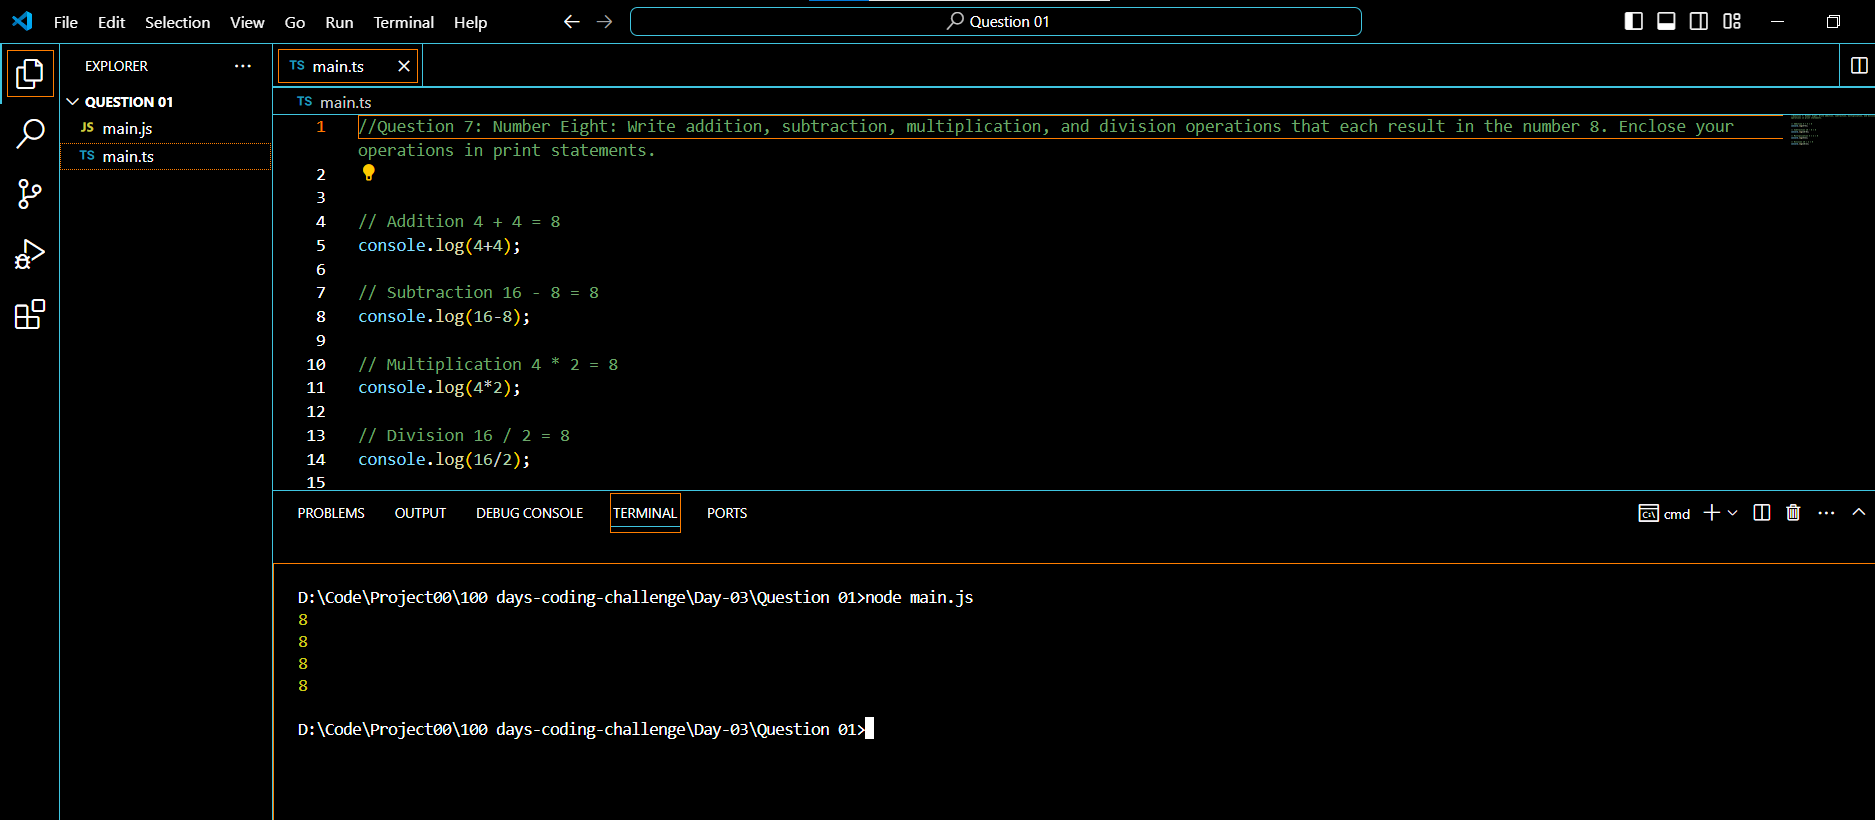 File Edit Selection View Go Run Terminal Help
Question 01
EXPLORER
QUESTION 01
JS main.js
TS main.ts
TS main.ts
TS main.ts
1 //Question 7: Number Eight: Write addition, subtraction, multiplication, and division operations that each result in the number 8. Enclose your
operations in print statements.
2
3
4 // Addition 4 + 4 = 8
5 console.log(4+4);
6
7 // Subtraction 16 - 8 = 8
8 console.log(16-8);
9
10 // Multiplication 4 * 2 = 8
11 console.log(4*2);
12
13 // Division 16 / 2 = 8
14 console.log(16/2);
15
PROBLEMS OUTPUT DEBUG CONSOLE TERMINAL PORTS
cmd
D:\Code\Project00\100 days-coding-challenge\Day-03\Question 01>node main.js
8
8
8
8
D:\Code\Project00\100 days-coding-challenge\Day-03\Question 01>